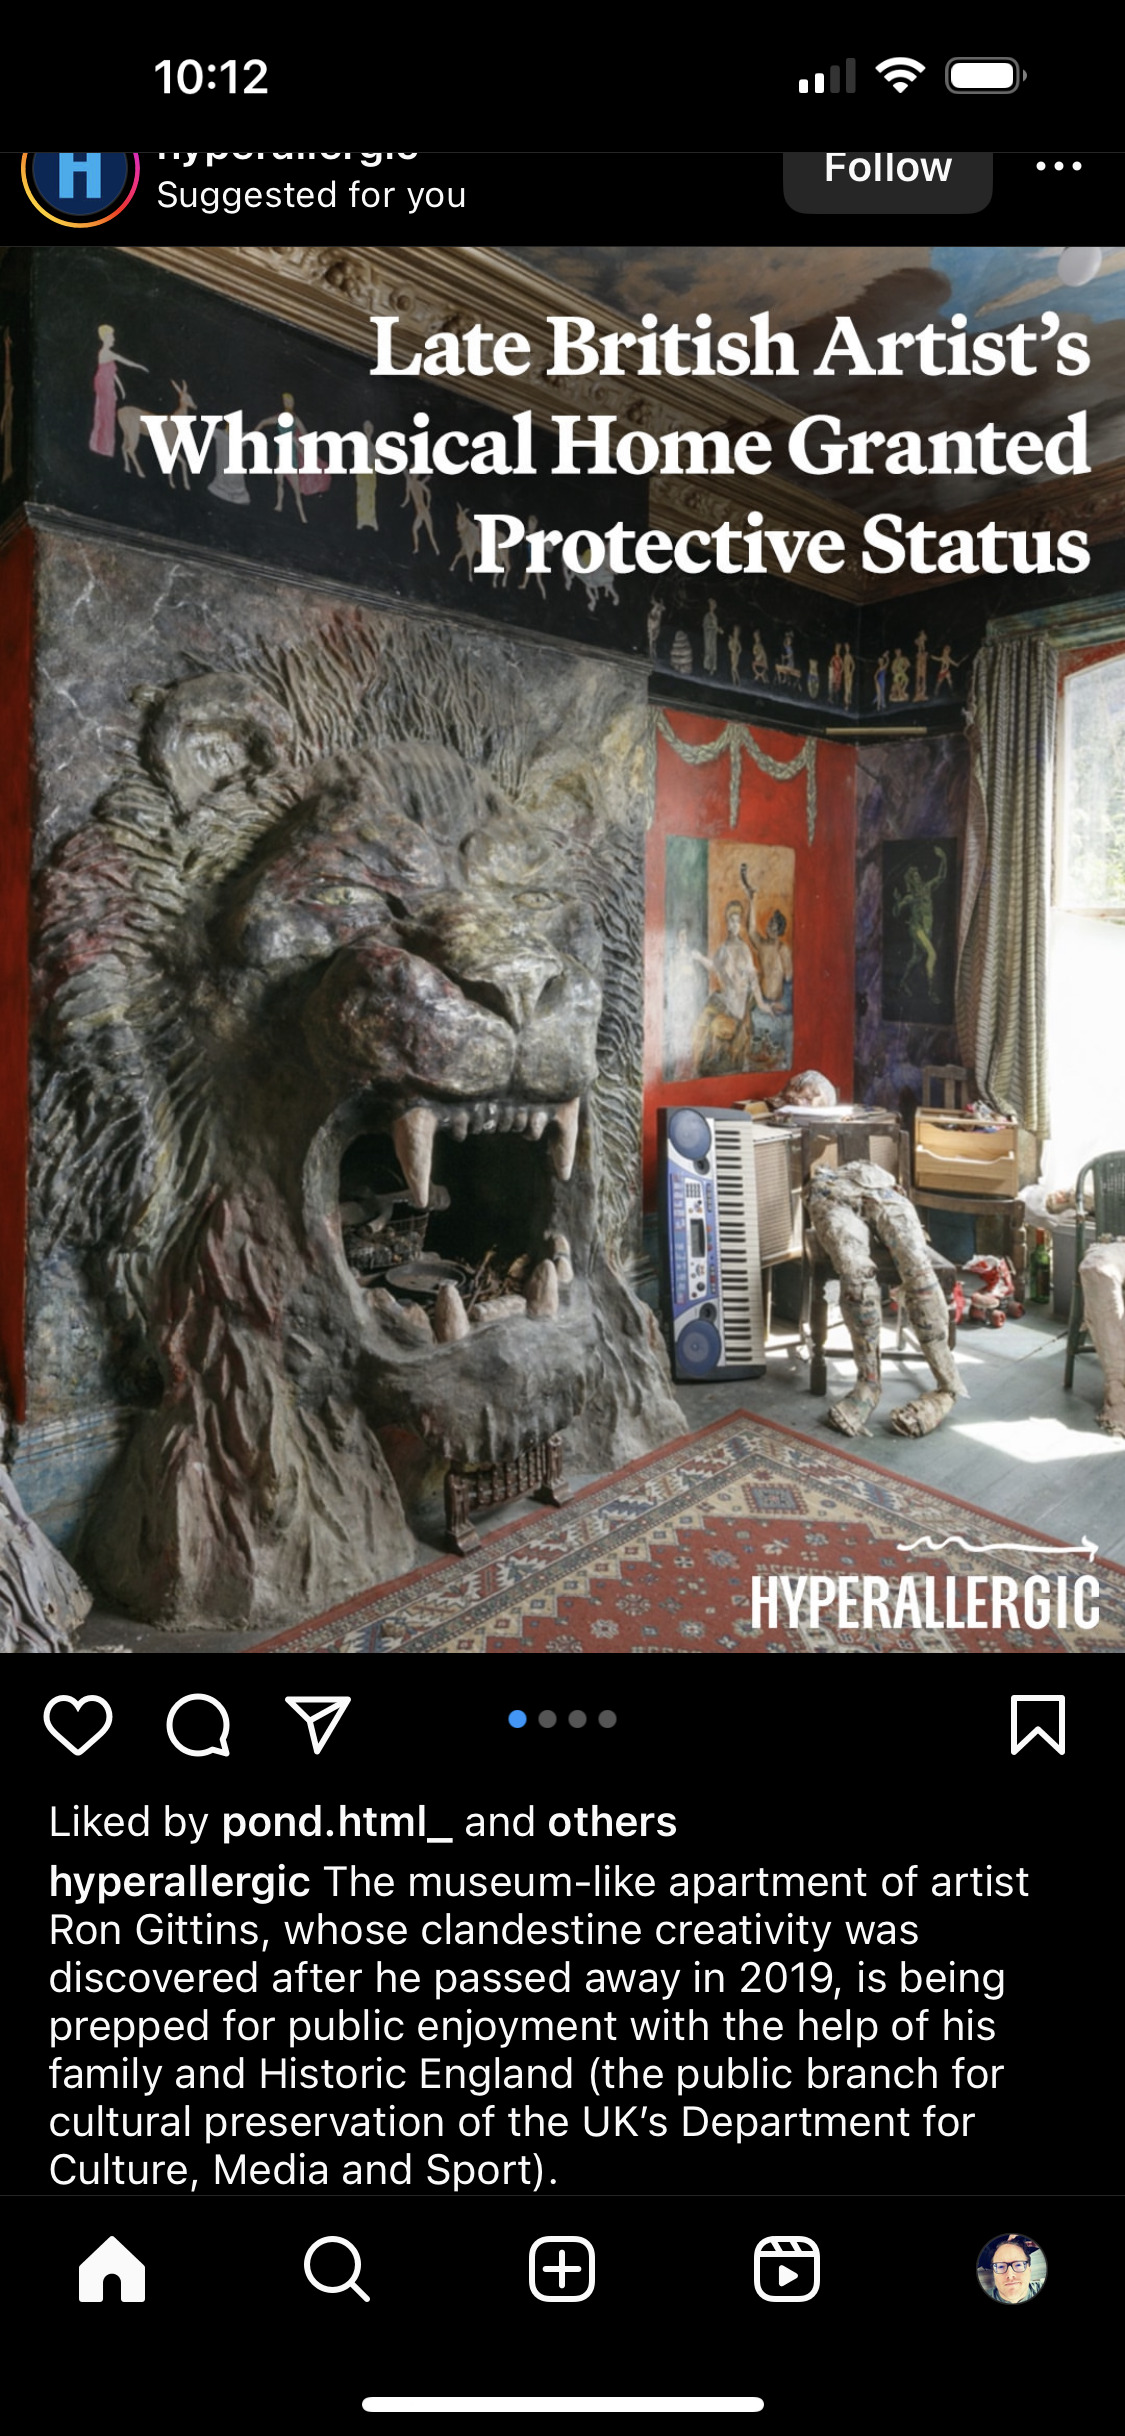 10:12
hyperallergic
Suggested for you
Follow
H
Late British Artist’s
Whimsical Home Granted
Protective Status
HYPERALLERGIC
Liked by pond.html_ and others
hyperallergic The museum-like apartment of artist
Ron Gittins, whose clandestine creativity was
discovered after he passed away in 2019, is being
prepped for public enjoyment with the help of his
family and Historic England (the public branch for
cultural preservation of the UK’s Department for
Culture, Media and Sport).